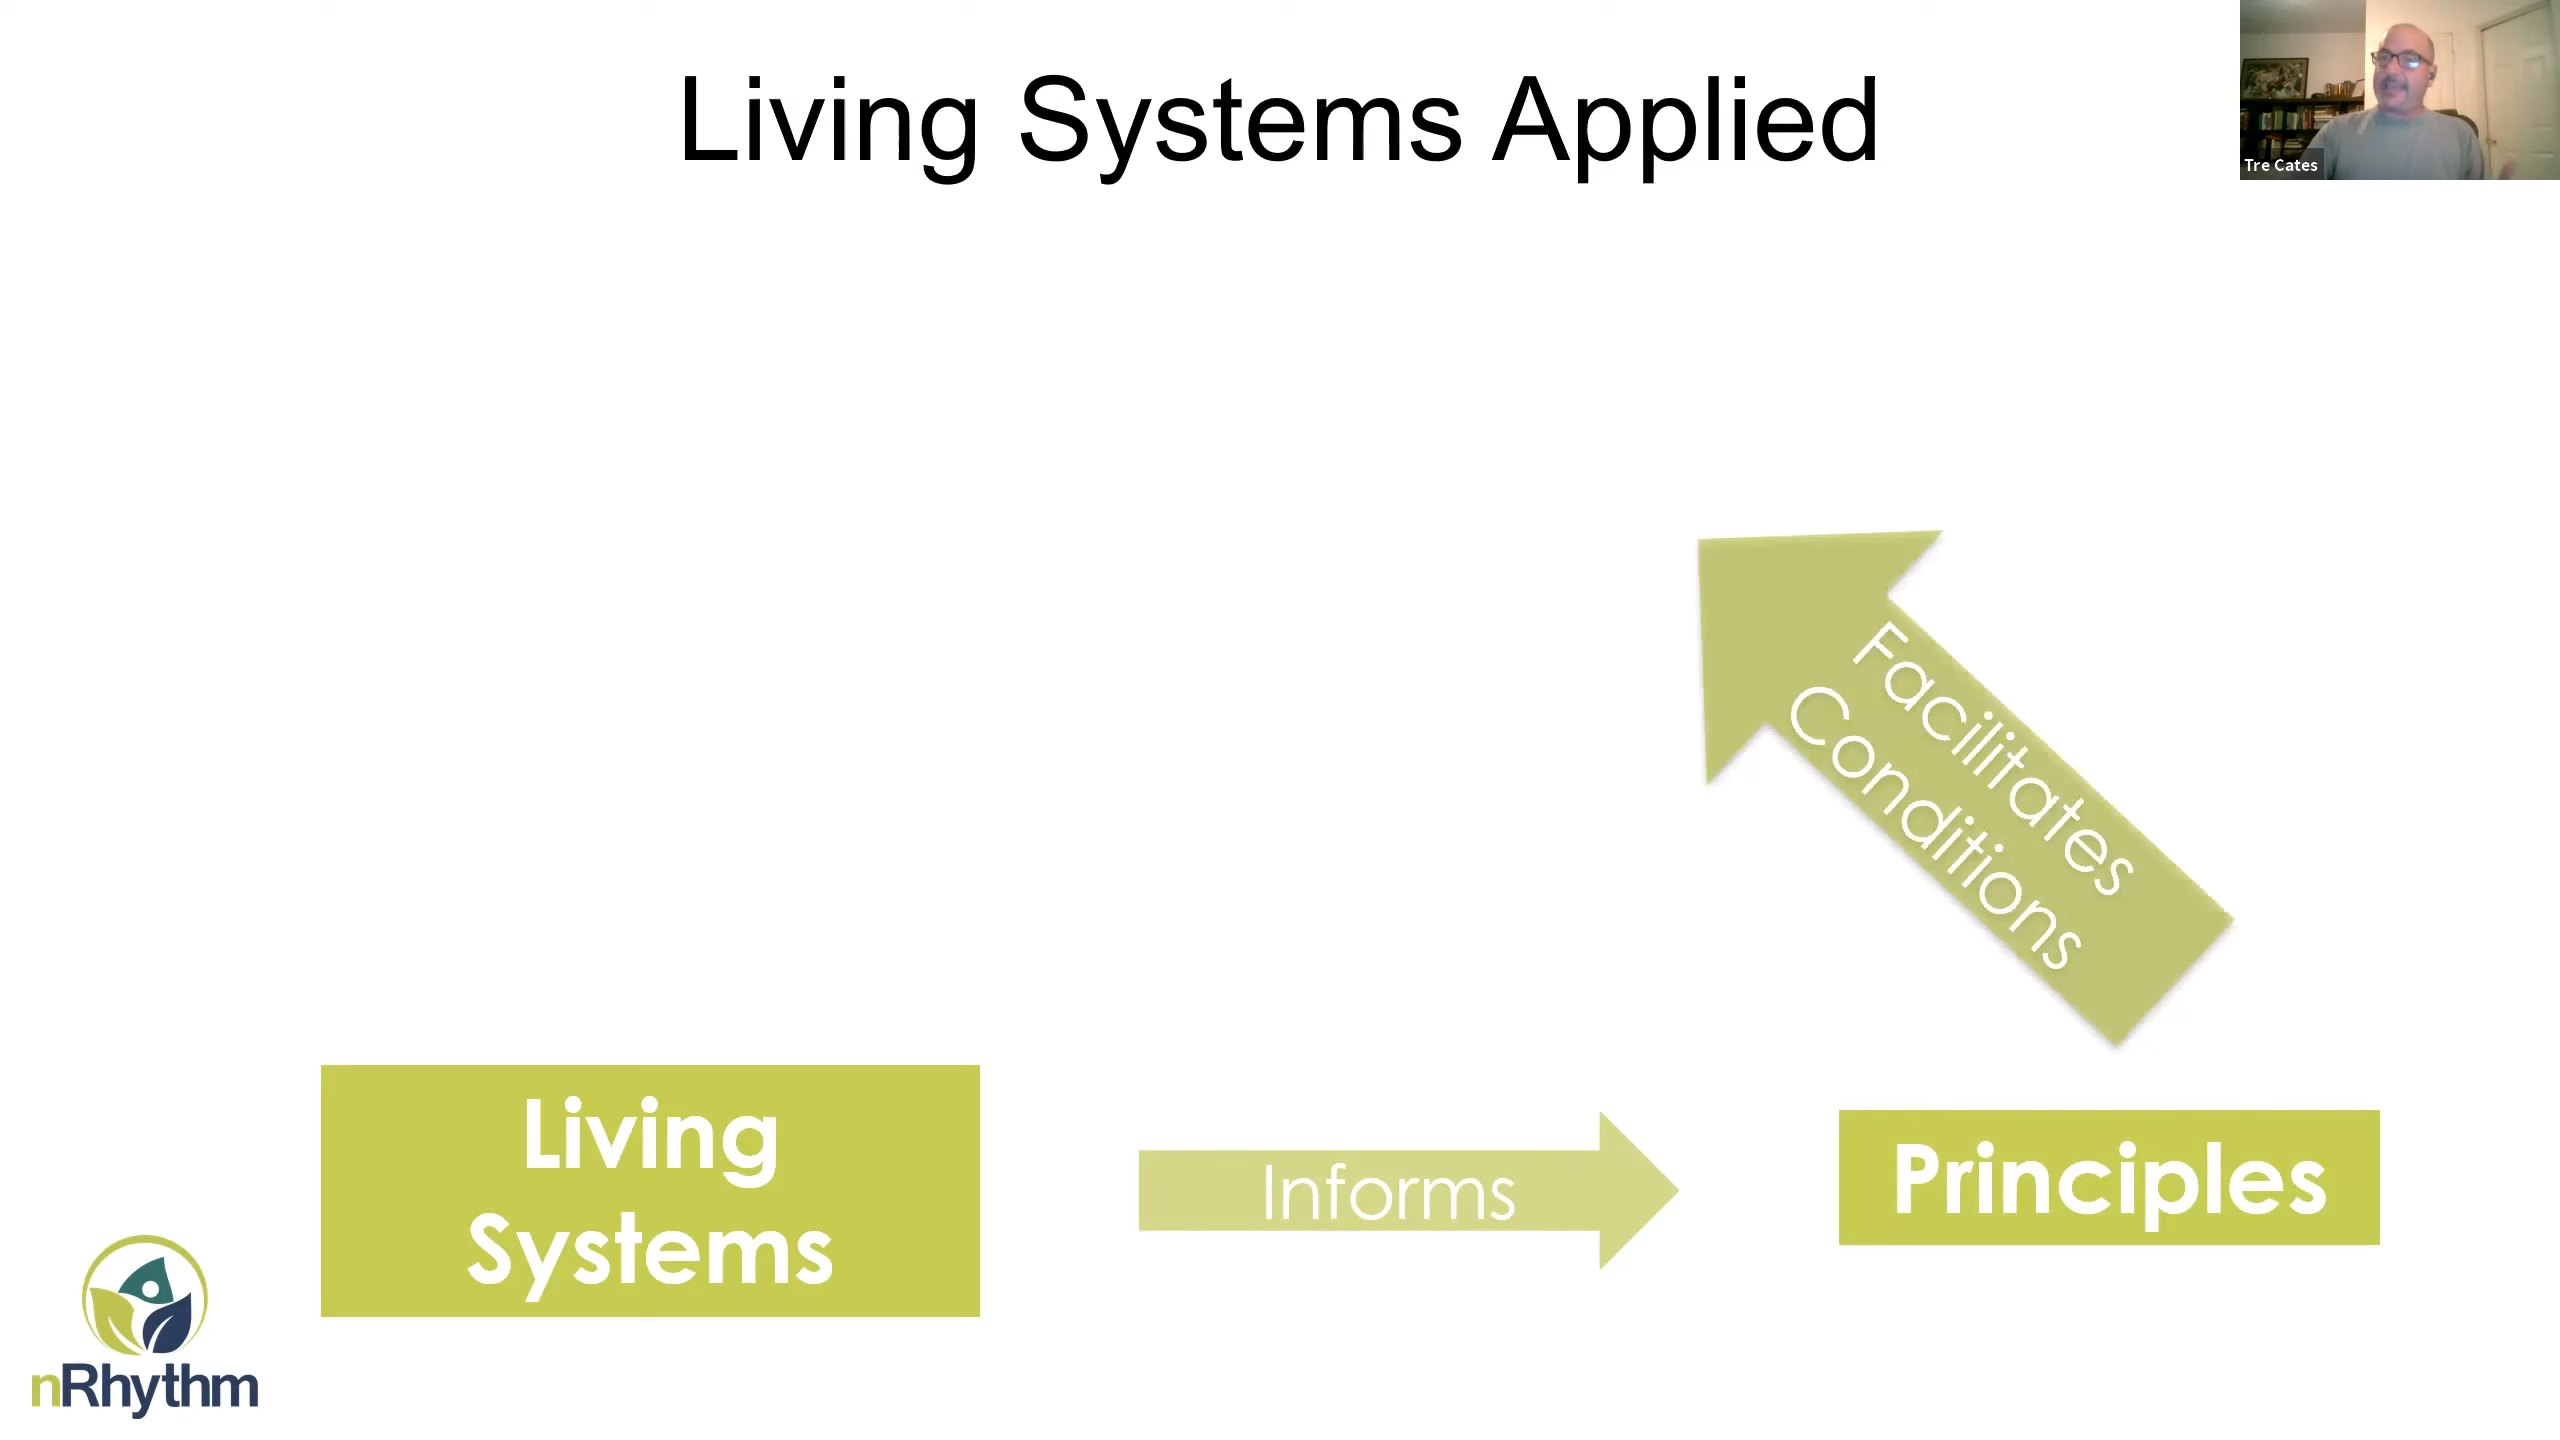 Living Systems Applied
Tre Cates
Facilitates
Conditions
Living
Systems
Informs
Principles
nRhythm